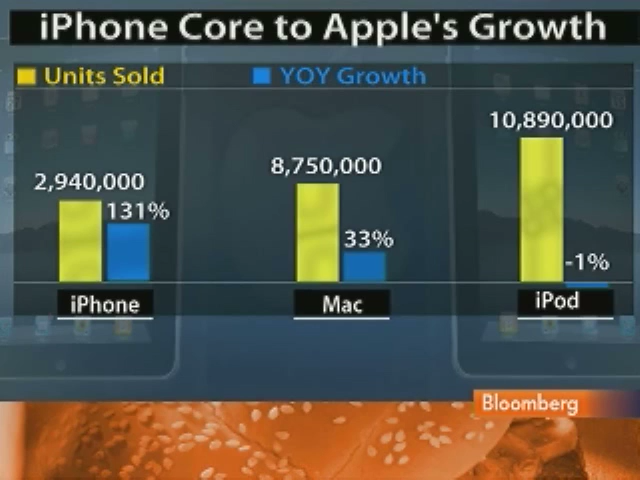 iPhone Core to Apple's Growth
Units Sold
YOY Growth
10,890,000
8,750,000
2,940,000
131%
33%
-1%
iPhone
Mac
iPod
Bloomberg